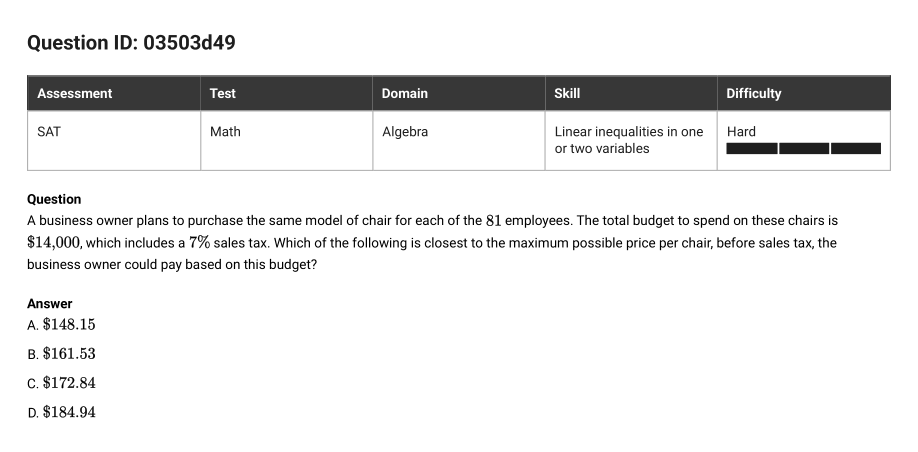 Question ID: 03503d49
Assessment Test Domain Skill Difficulty
SAT Math Algebra Linear inequalities in one or two variables Hard
Question
A business owner plans to purchase the same model of chair for each of the 81 employees. The total budget to spend on these chairs is
$14,000, which includes a 7% sales tax. Which of the following is closest to the maximum possible price per chair, before sales tax, the
business owner could pay based on this budget?
Answer
A. $148.15
B. $161.53
C. $172.84
D. $184.94